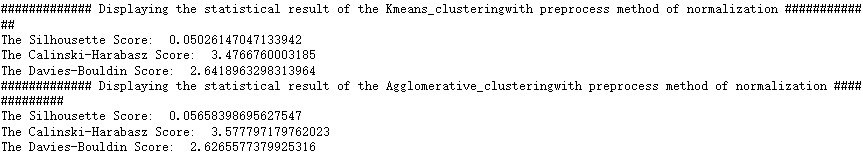 ############# Displaying the statistical result of the Kmeans_clusteringwith preprocess method of normalization ###########
##
The Silhousette Score:  0.05026147047133942
The Calinski-Harabasz Score:  3.4766760003185
The Davies-Bouldin Score:  2.6418963298313964
############# Displaying the statistical result of the Agglomerative_clusteringwith preprocess method of normalization ####
#########
The Silhousette Score:  0.05658398695627547
The Calinski-Harabasz Score:  3.577797179762023
The Davies-Bouldin Score:  2.6265577379925316